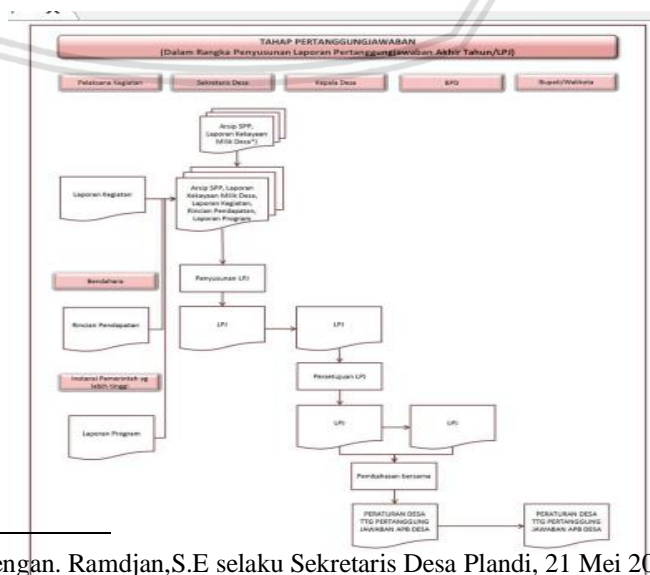 TAHAP PERTANGGUNGJAWABAN
(Dalam Rangka Penyusunan Laporan Pertanggungjawaban Akhir Tahun/LPJ)
Pelaksana Kegiatan
Sekretaris Desa
Kepala Desa
BPD
Bupati/Walikota
Arsip SPP,
Laporan Kekayaan
Milik Desa*)
Laporan Kegiatan
Arsip SPP, Laporan
Kekayaan Milik Desa,
Laporan Kegiatan,
Rincian Pendapatan,
Laporan Program
Bendahara
Penyusunan LPJ
Rincian Pendapatan
LPJ
LPJ
Instansi Pemerintah yg
lebih tinggi
Persetujuan LPJ
Laporan Program
LPJ
LPJ
Pembahasan bersama
PERATURAN DESA
TTG PERTANGGUNG
JAWABAN APB DESA
PERATURAN DESA
TTG PERTANGGUNG
JAWABAN APB DESA
engan. Ramdjan,S.E selaku Sekretaris Desa Plandi, 21 Mei 20